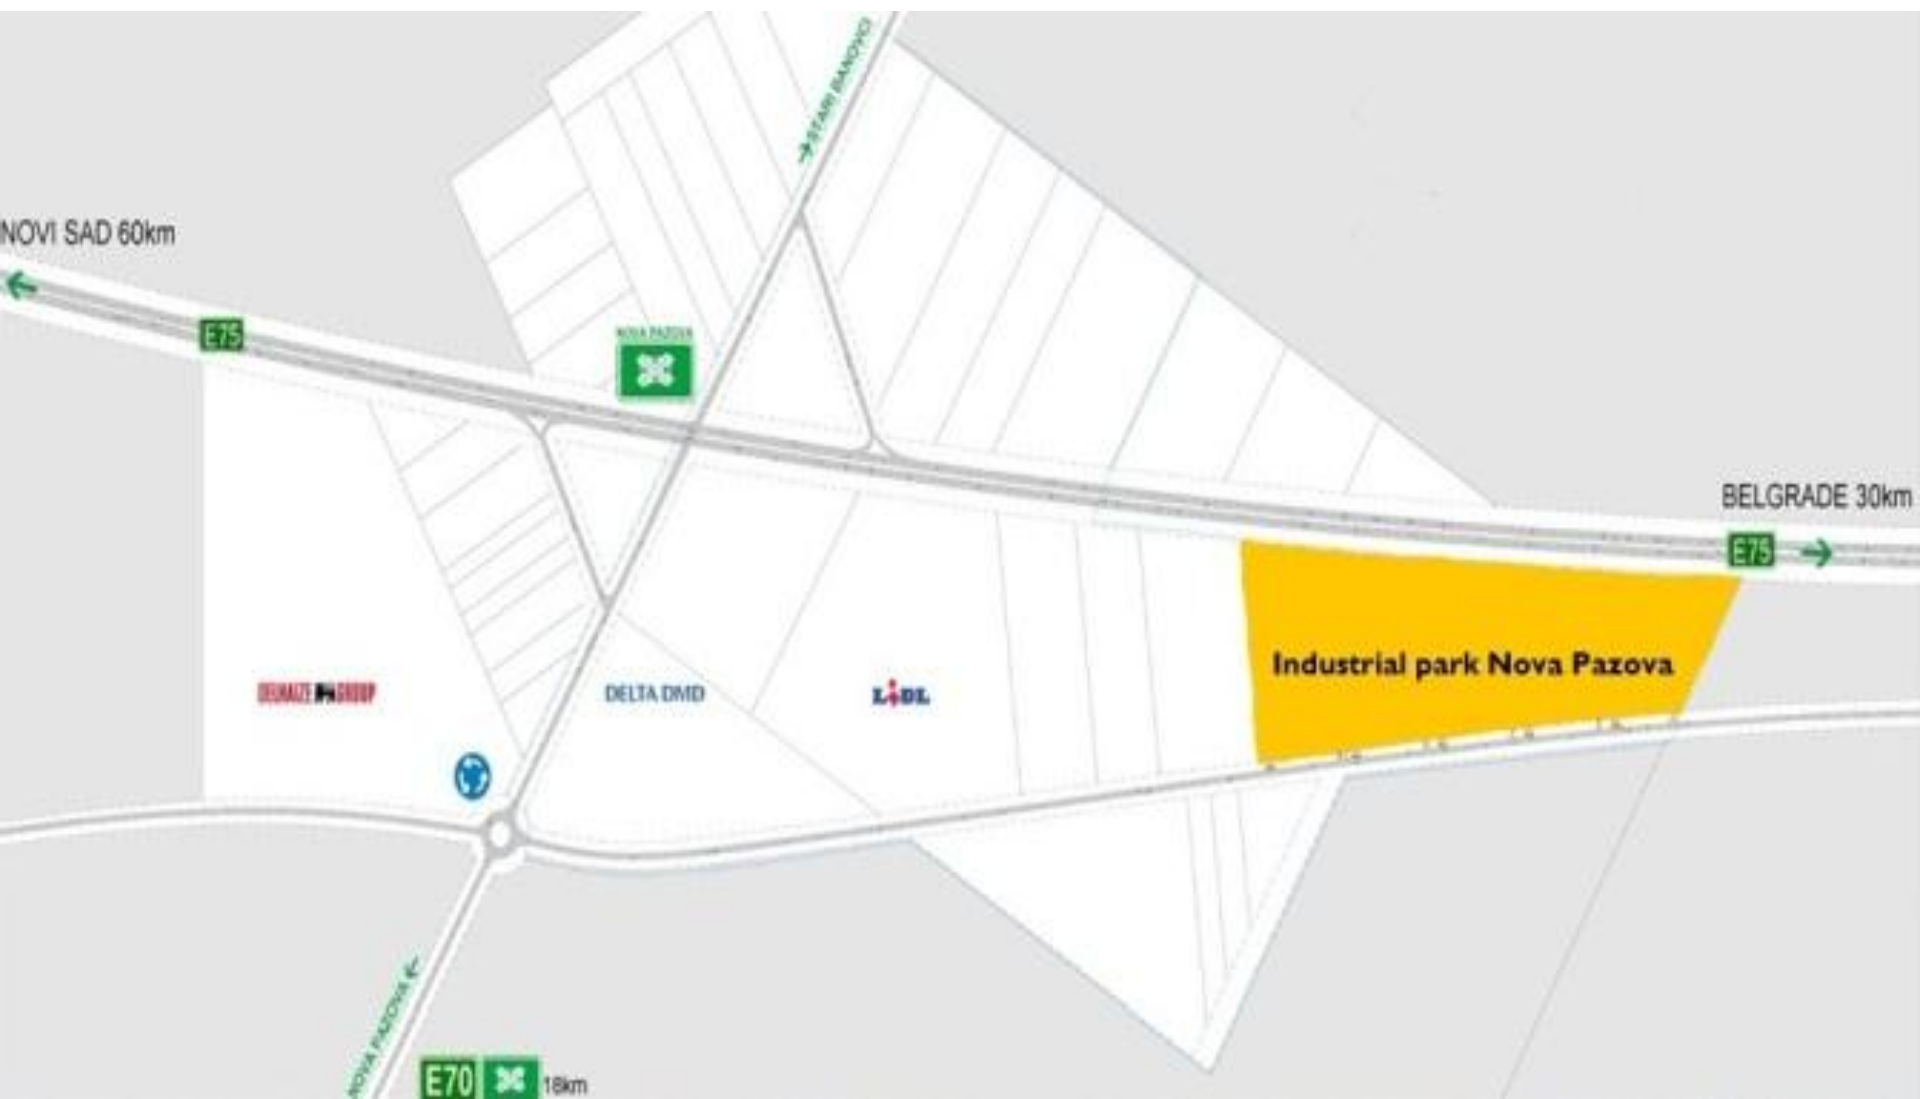 STARI BANOVCI
NOVI SAD 60km
E75
NOVA PAZOVA
BELGRADE 30km
E75
Industrial park Nova Pazova
DELHAIZE GROUP
DELTA DMD
LiDL
NOVA PAZOVA
E70 18km